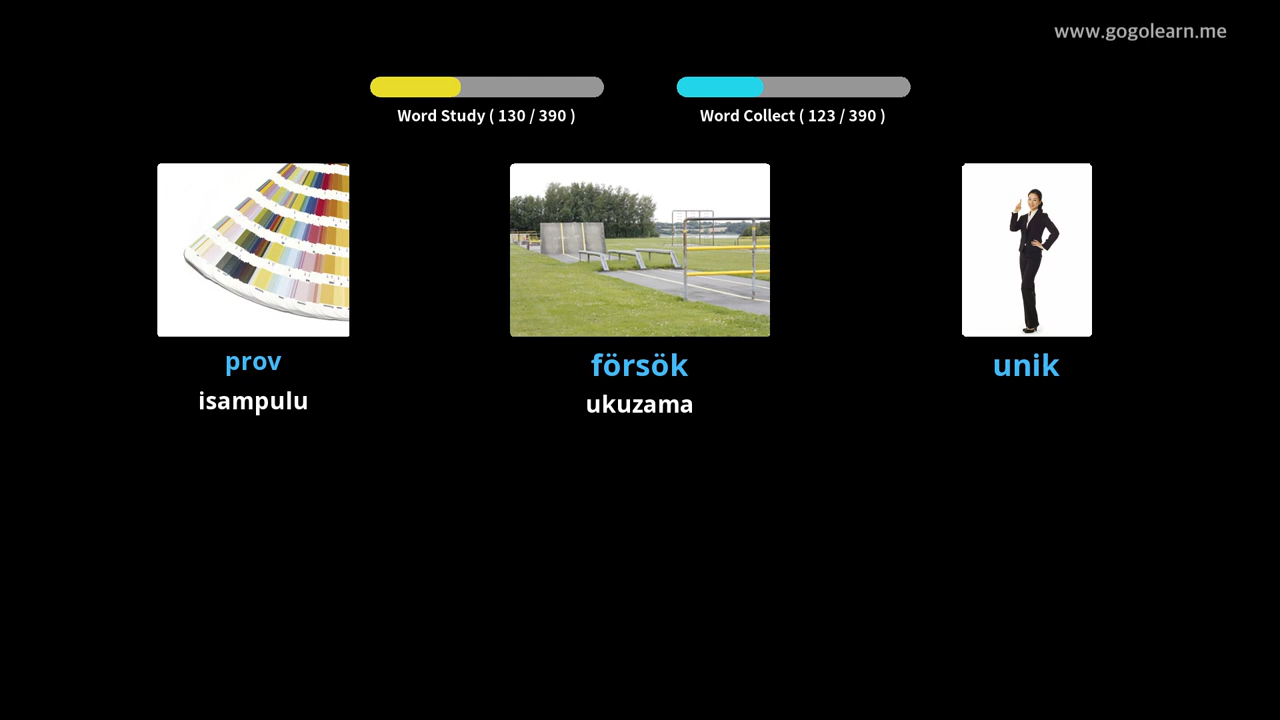 www.gogolearn.me
Word Study ( 130 / 390 )
Word Collect ( 123 / 390 )
prov
isampulu
försök
ukuzama
unik